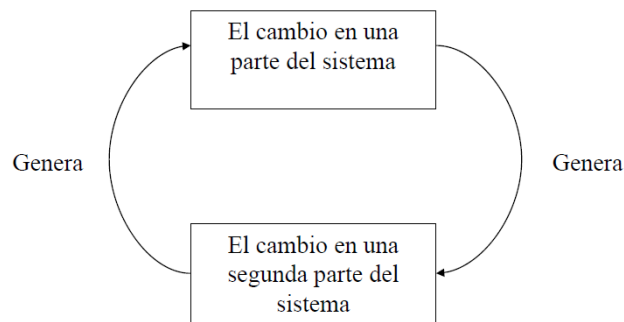 El cambio en una
parte del sistema
Genera
Genera
El cambio en una
segunda parte del
sistema